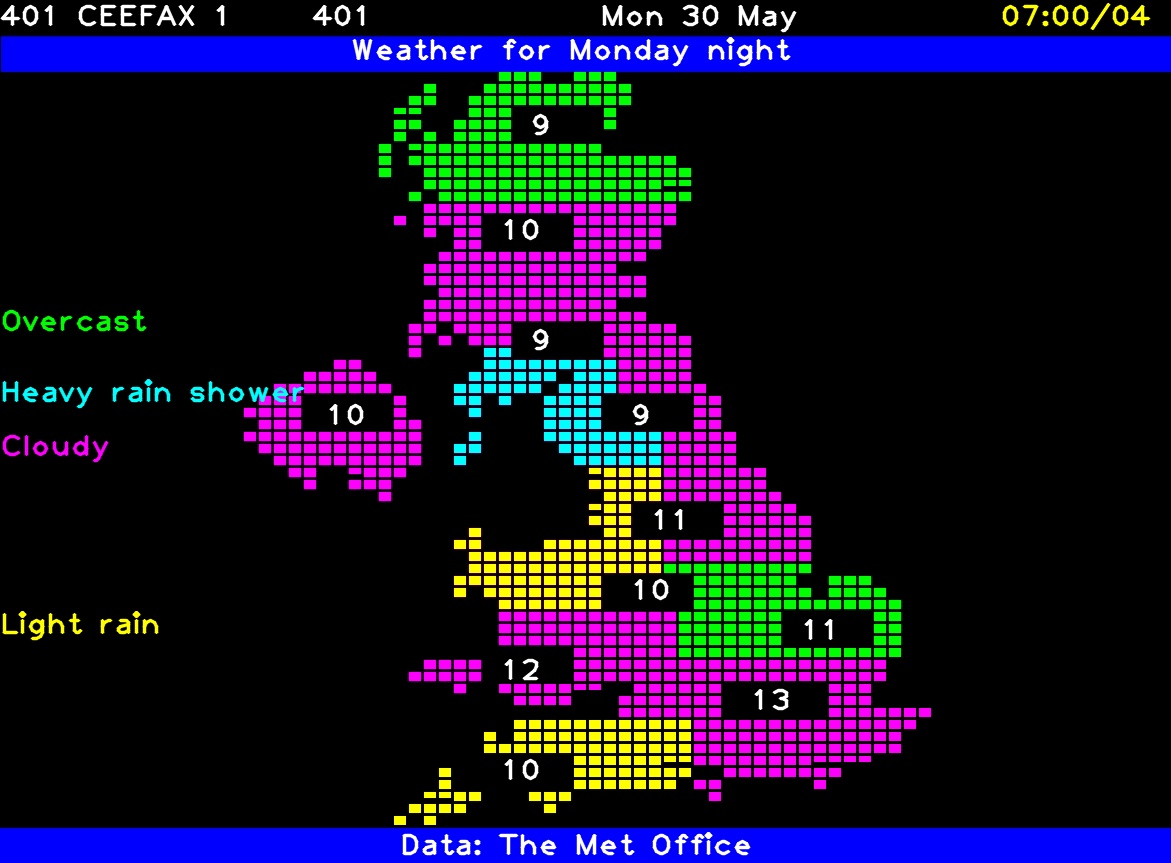 401 CEEFAX 1 401 Mon 30 May 07:00/04
Weather for Monday night
9
10
Overcast
9
Heavy rain shower
10 9
Cloudy
11
10
Light rain 11
12
13
10
Data: The Met Office